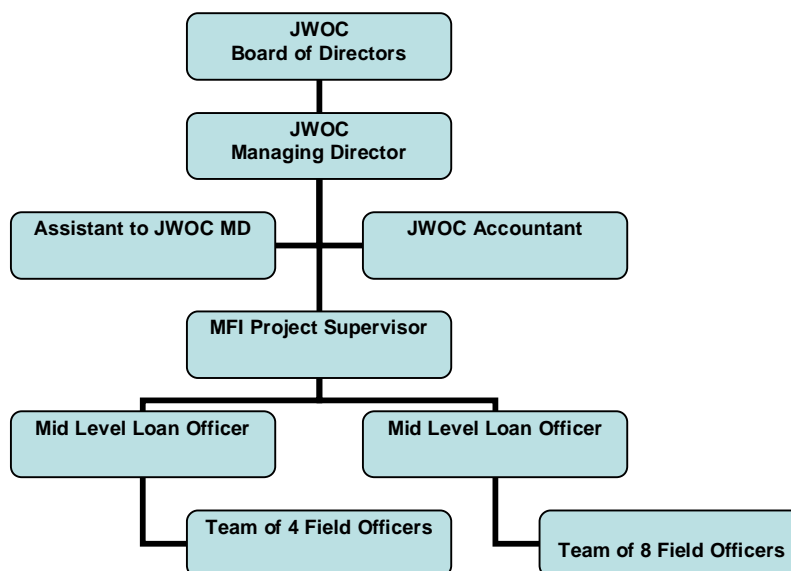 JWOC
Board of Directors
JWOC
Managing Director
Assistant to JWOC MD
JWOC Accountant
MFI Project Supervisor
Mid Level Loan Officer
Mid Level Loan Officer
Team of 4 Field Officers
Team of 8 Field Officers